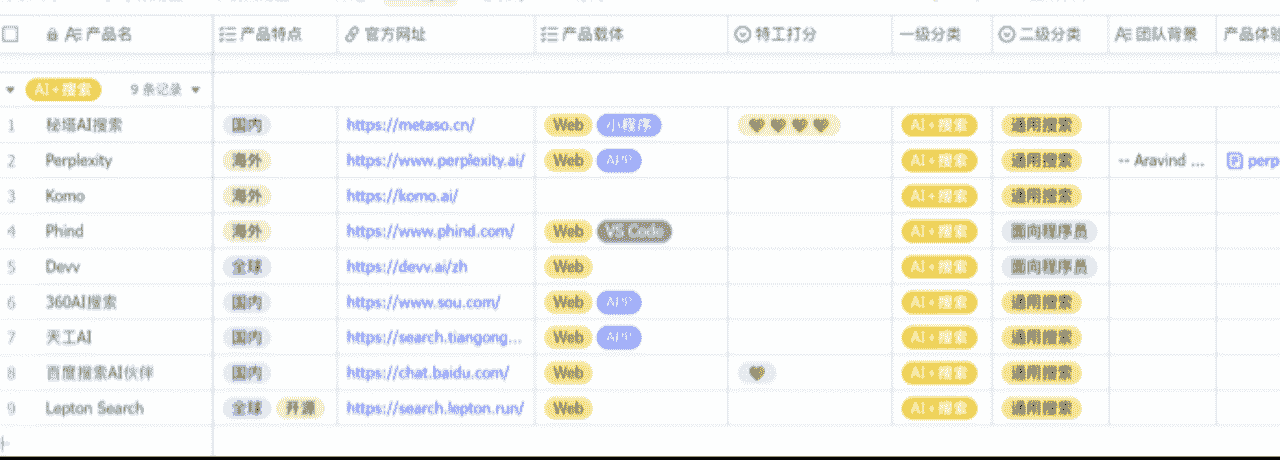 产品名 产品特点 官方网址 产品载体 特工打分 一级分类 二级分类 团队背景 产品体验
AI+搜索 9 条记录
1 秘塔AI搜索 国内 https://metaso.cn/ Web 小程序 AI+搜索 通用搜索
2 Perplexity 海外 https://www.perplexity.ai/ Web APP AI+搜索 通用搜索 -- Aravind ... perp
3 Komo 海外 https://komo.ai/ AI+搜索 通用搜索
4 Phind 海外 https://www.phind.com/ Web VS Code AI+搜索 面向程序员
5 Devv 全球 https://devv.ai/zh Web AI+搜索 面向程序员
6 360AI搜索 国内 https://www.sou.com/ Web APP AI+搜索 通用搜索
7 天工AI 国内 https://search.tiangong... Web APP AI+搜索 通用搜索
8 百度搜索AI伙伴 国内 https://chat.baidu.com/ Web AI+搜索 通用搜索
9 Lepton Search 全球 开源 https://search.lepton.run/ Web AI+搜索 通用搜索